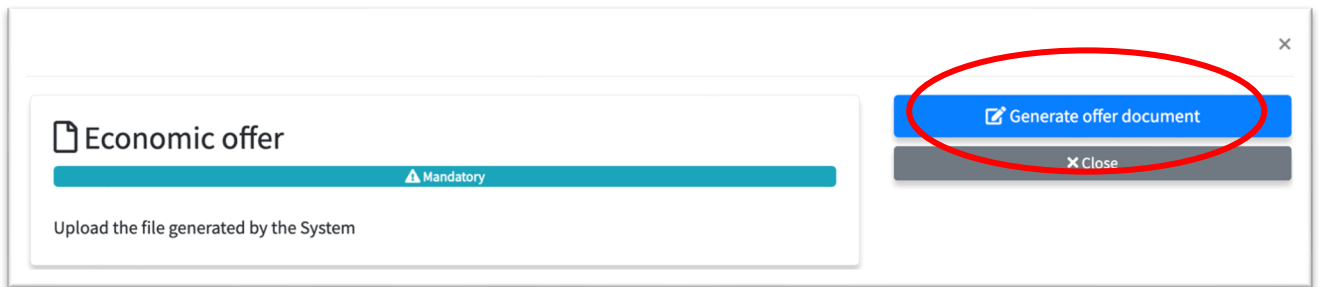 ×
Economic offer
Mandatory
Upload the file generated by the System
Generate offer document
Close